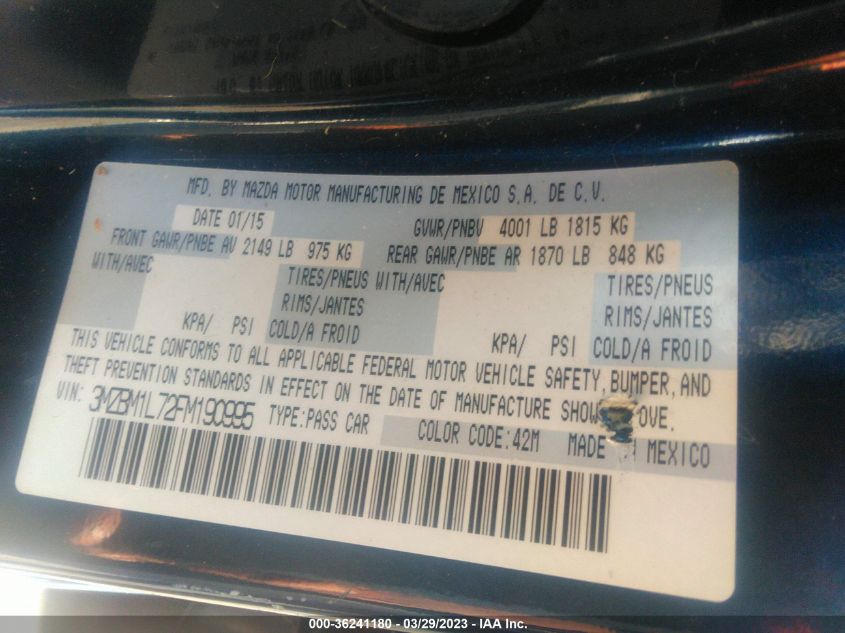 MFD. BY MAZDA MOTOR MANUFACTURING DE MEXICO S.A. DE C.V.
DATE 01/15 GVWR/PNBV 4001 LB 1815 KG
FRONT GAWR/PNBE AV 2149 LB 975 KG REAR GAWR/PNBE AR 1870 LB 848 KG
WITH/AVEC TIRES/PNEUS WITH/AVEC TIRES/PNEUS
RIMS/JANTES RIMS/JANTES
KPA/ PSI COLD/A FROID KPA/ PSI COLD/A FROID
THIS VEHICLE CONFORMS TO ALL APPLICABLE FEDERAL MOTOR VEHICLE SAFETY, BUMPER, AND
THEFT PREVENTION STANDARDS IN EFFECT ON THE DATE OF MANUFACTURE SHOW OVE.
VIN: 3MZBM1L72FM190995 TYPE:PASS CAR COLOR CODE:42M MADE MEXICO
000-36241180 - 03/29/2023 - IAA Inc.